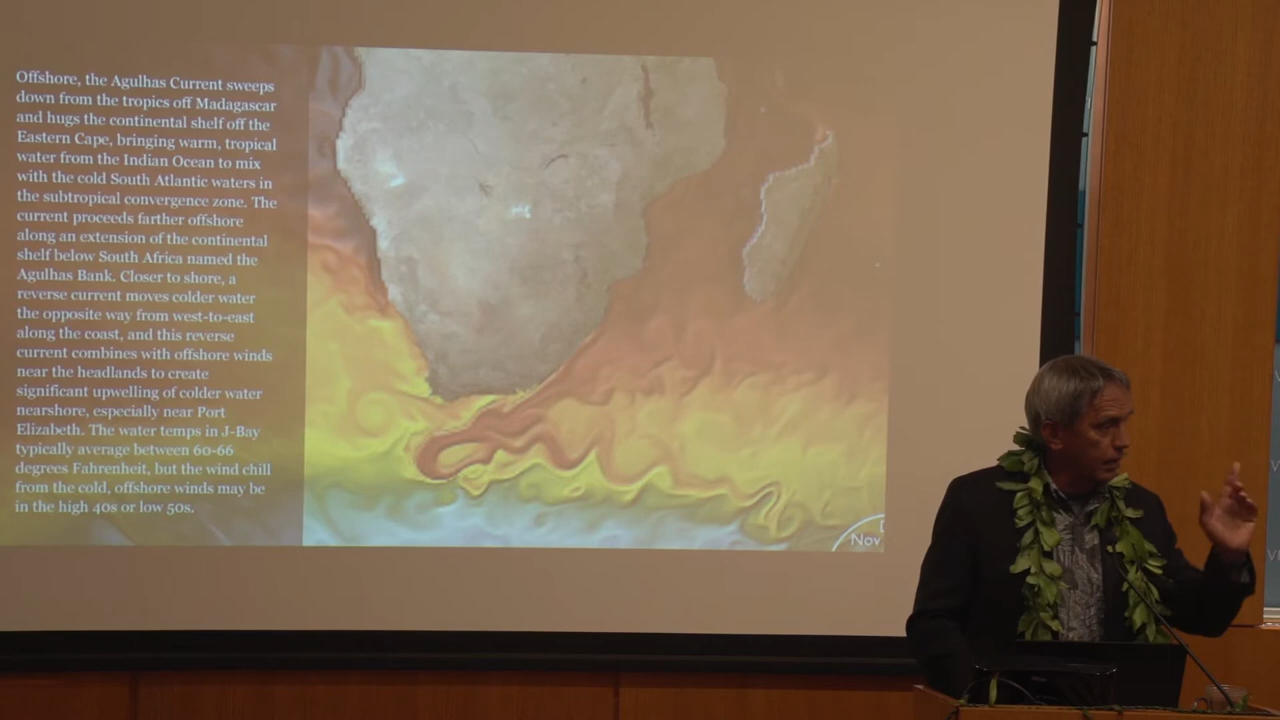 Offshore, the Agulhas Current sweeps
down from the tropics off Madagascar
and hugs the continental shelf off the
Eastern Cape, bringing warm, tropical
water from the Indian Ocean to mix
with the cold South Atlantic waters in
the subtropical convergence zone. The
current proceeds farther offshore
along an extension of the continental
shelf below South Africa named the
Agulhas Bank. Closer to shore, a
reverse current moves colder water
the opposite way from west-to-east
along the coast, and this reverse
current combines with offshore winds
near the headlands to create
significant upwelling of colder water
nearshore, especially near Port
Elizabeth. The water temps in J-Bay
typically average between 60-66
degrees Fahrenheit, but the wind chill
from the cold, offshore winds may be
in the high 40s or low 50s.
Nov